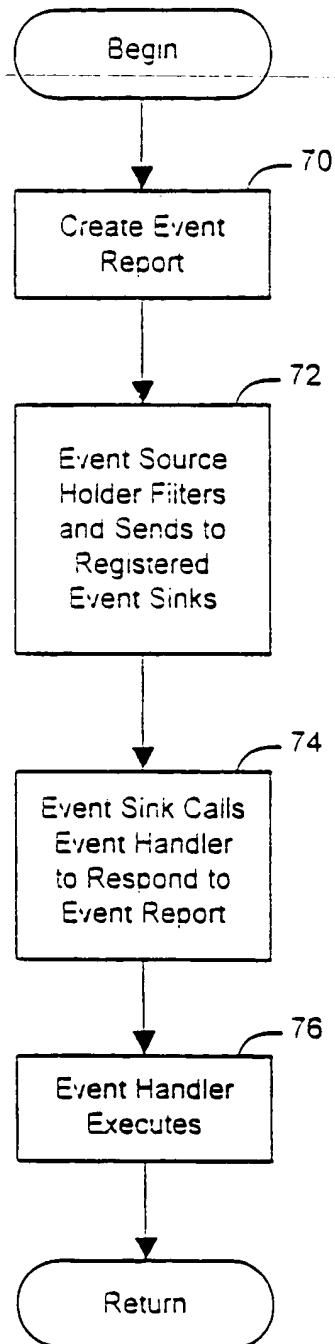 Begin
70
Create Event
Report
72
Event Source
Holder Filters
and Sends to
Registered
Event Sinks
74
Event Sink Calls
Event Handler
to Respond to
Event Report
76
Event Handler
Executes
Return